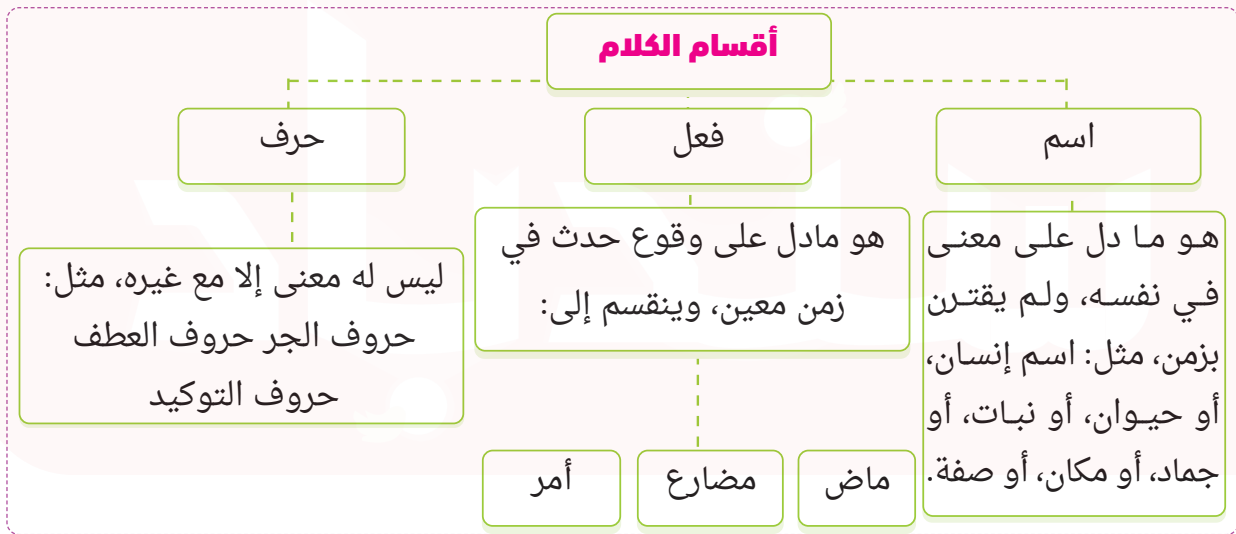 أقسام الكلام
اسم
فعل
حرف
هو ما دل على معنى
في نفسه، ولم يقترن
بزمن، مثل: اسم إنسان،
أو حيوان، أو نبات، أو
جماد، أو مكان، أو صفة.
هو مادل على وقوع حدث في
زمن معين، وينقسم إلى:
ليس له معنى إلا مع غيره، مثل:
حروف الجر حروف العطف
حروف التوكيد
ماض
مضارع
أمر